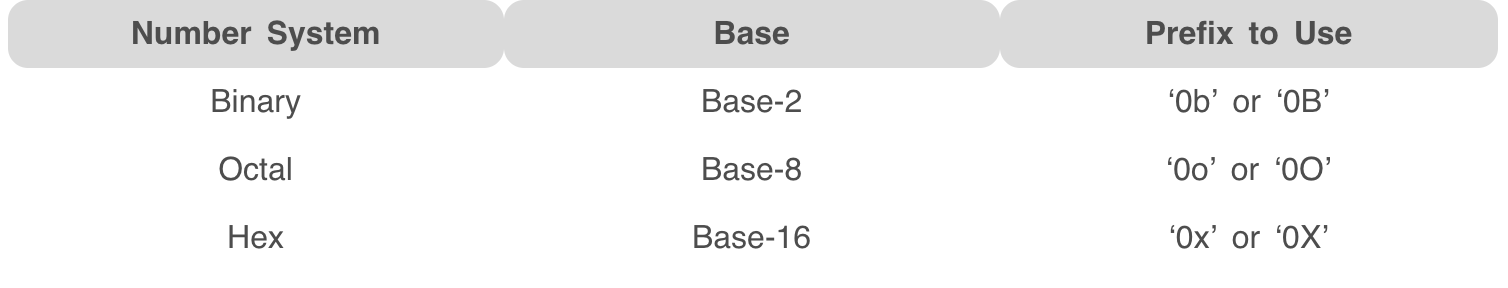 Number System Base Prefix to Use
Binary Base-2 ‘0b’ or ‘0B’
Octal Base-8 ‘0o’ or ‘0O’
Hex Base-16 ‘0x’ or ‘0X’